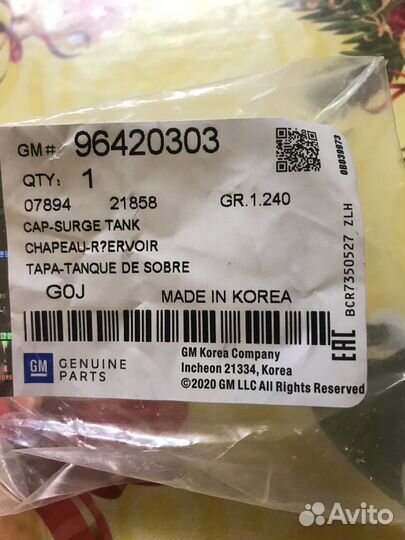 GM#: 96420303
QTY: 1
07894 21858 GR.1.240
CAP-SURGE TANK
CHAPEAU-R?ERVOIR
TAPA-TANQUE DE SOBRE
G0J MADE IN KOREA
GM GENUINE
PARTS
GM Korea Company
Incheon 21334, Korea
©2020 GM LLC All Rights Reserved
0B039973
BCR7350527 ZLH
EAC
Avito